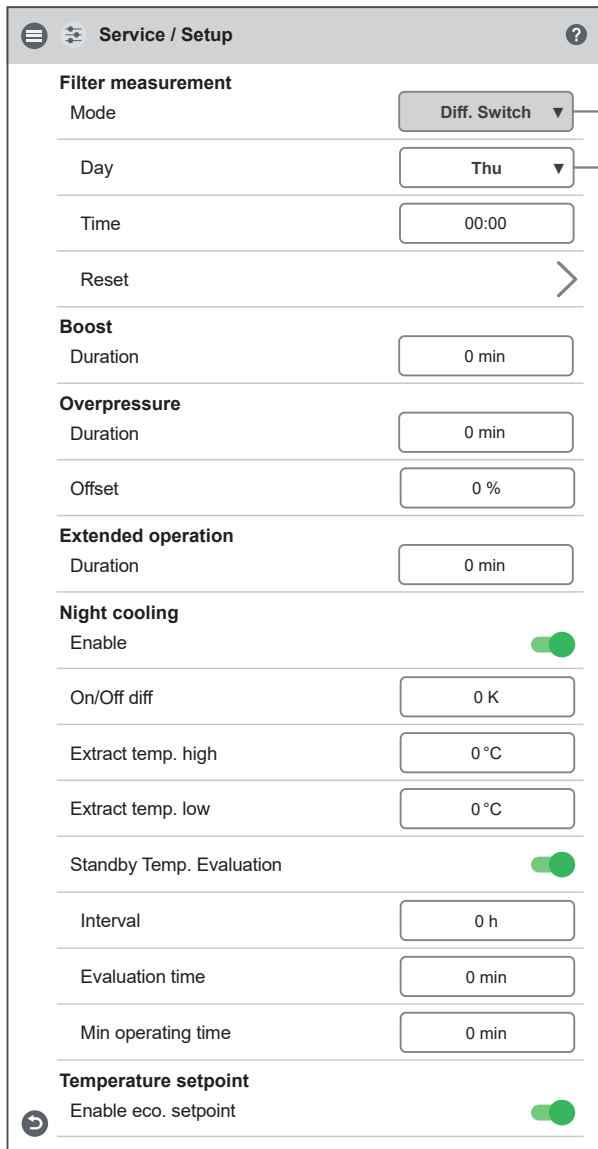 Service / Setup ?
Filter measurement
Mode Diff. Switch ▼
Day Thu ▼
Time 00:00
Reset
Boost
Duration 0 min
Overpressure
Duration 0 min
Offset 0 %
Extended operation
Duration 0 min
Night cooling
Enable
On/Off diff 0 K
Extract temp. high 0 °C
Extract temp. low 0 °C
Standby Temp. Evaluation
Interval 0 h
Evaluation time 0 min
Min operating time 0 min
Temperature setpoint
Enable eco. setpoint